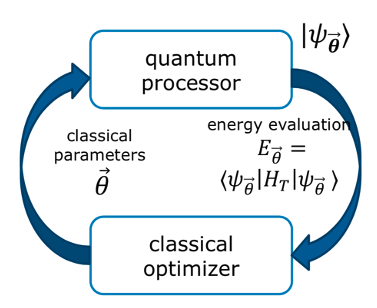 |ψ_θ⃗⟩
quantum
processor
energy evaluation
E_θ⃗ =
⟨ψ_θ⃗|H_T|ψ_θ⃗ ⟩
classical
parameters
θ⃗
classical
optimizer